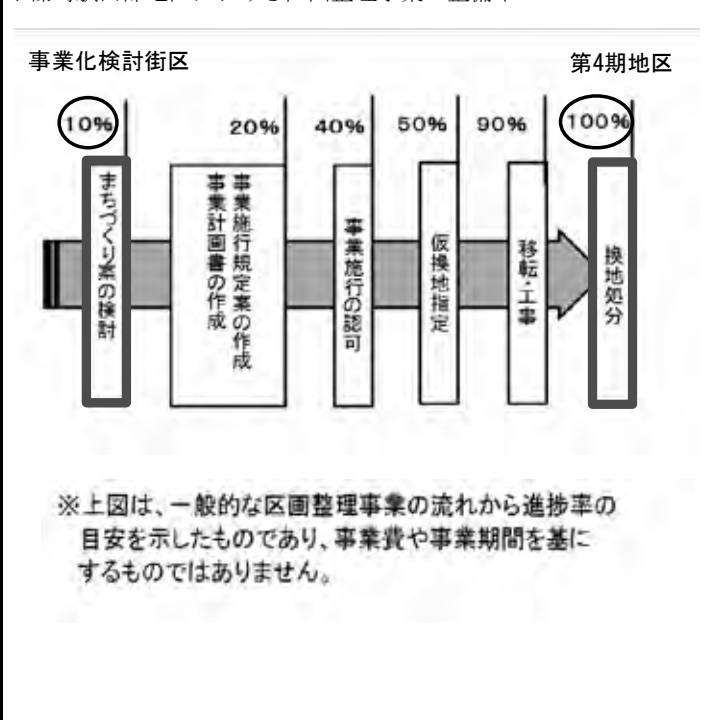 事業化検討街区
第4期地区
10%
20%
40%
50%
90%
100%
まちづくり案の検討
事業施行規定案の作成
事業計画書の作成
事業施行の認可
仮換地指定
移転・工事
換地処分
※上図は、一般的な区画整理事業の流れから進捗率の
目安を示したものであり、事業費や事業期間を基に
するものではありません。